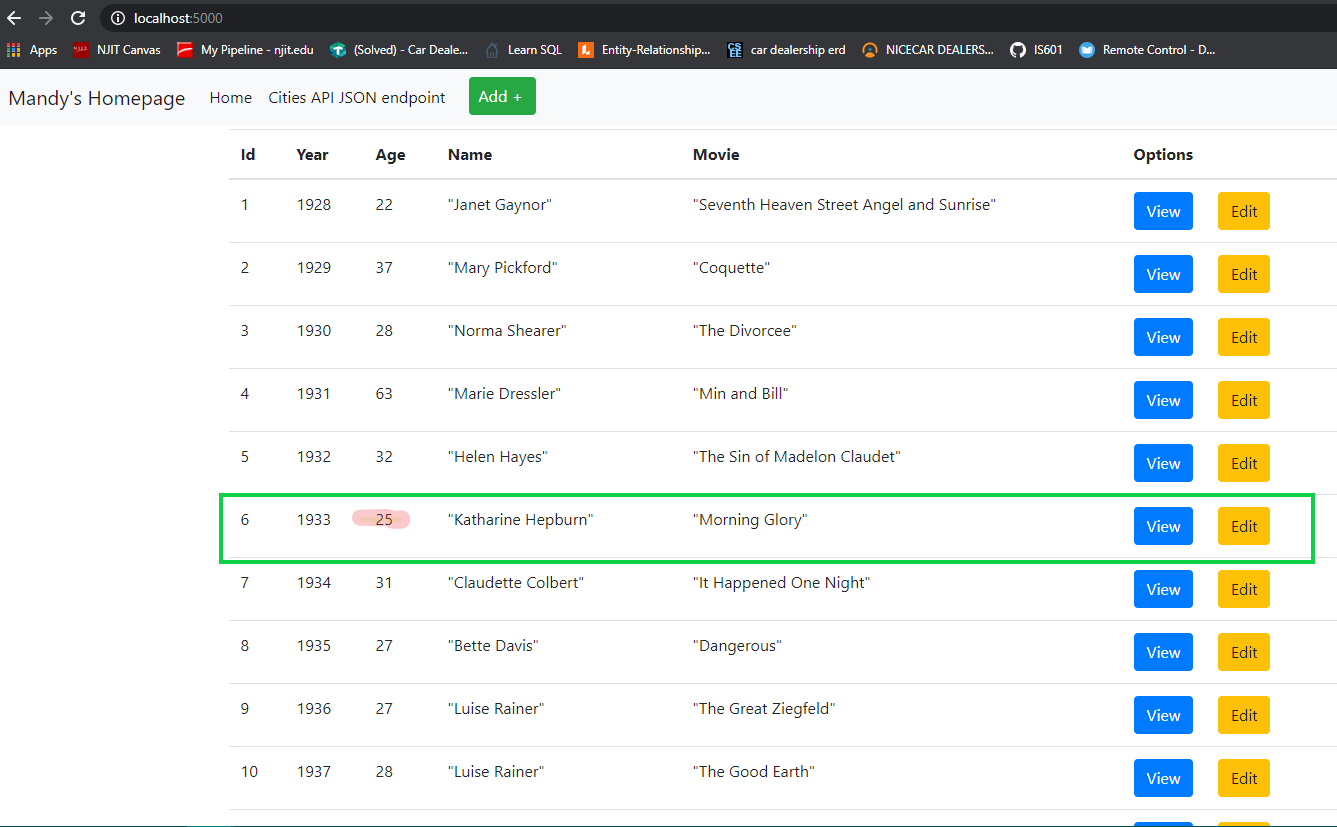 localhost:5000
Apps NJIT Canvas My Pipeline - njit.edu (Solved) - Car Deale... Learn SQL Entity-Relationship... car dealership erd NICECAR DEALERS... IS601 Remote Control - D...
Mandy's Homepage Home Cities API JSON endpoint Add +
Id Year Age Name Movie Options
1 1928 22 "Janet Gaynor" "Seventh Heaven Street Angel and Sunrise" View Edit
2 1929 37 "Mary Pickford" "Coquette" View Edit
3 1930 28 "Norma Shearer" "The Divorcee" View Edit
4 1931 63 "Marie Dressler" "Min and Bill" View Edit
5 1932 32 "Helen Hayes" "The Sin of Madelon Claudet" View Edit
6 1933 25 "Katharine Hepburn" "Morning Glory" View Edit
7 1934 31 "Claudette Colbert" "It Happened One Night" View Edit
8 1935 27 "Bette Davis" "Dangerous" View Edit
9 1936 27 "Luise Rainer" "The Great Ziegfeld" View Edit
10 1937 28 "Luise Rainer" "The Good Earth" View Edit